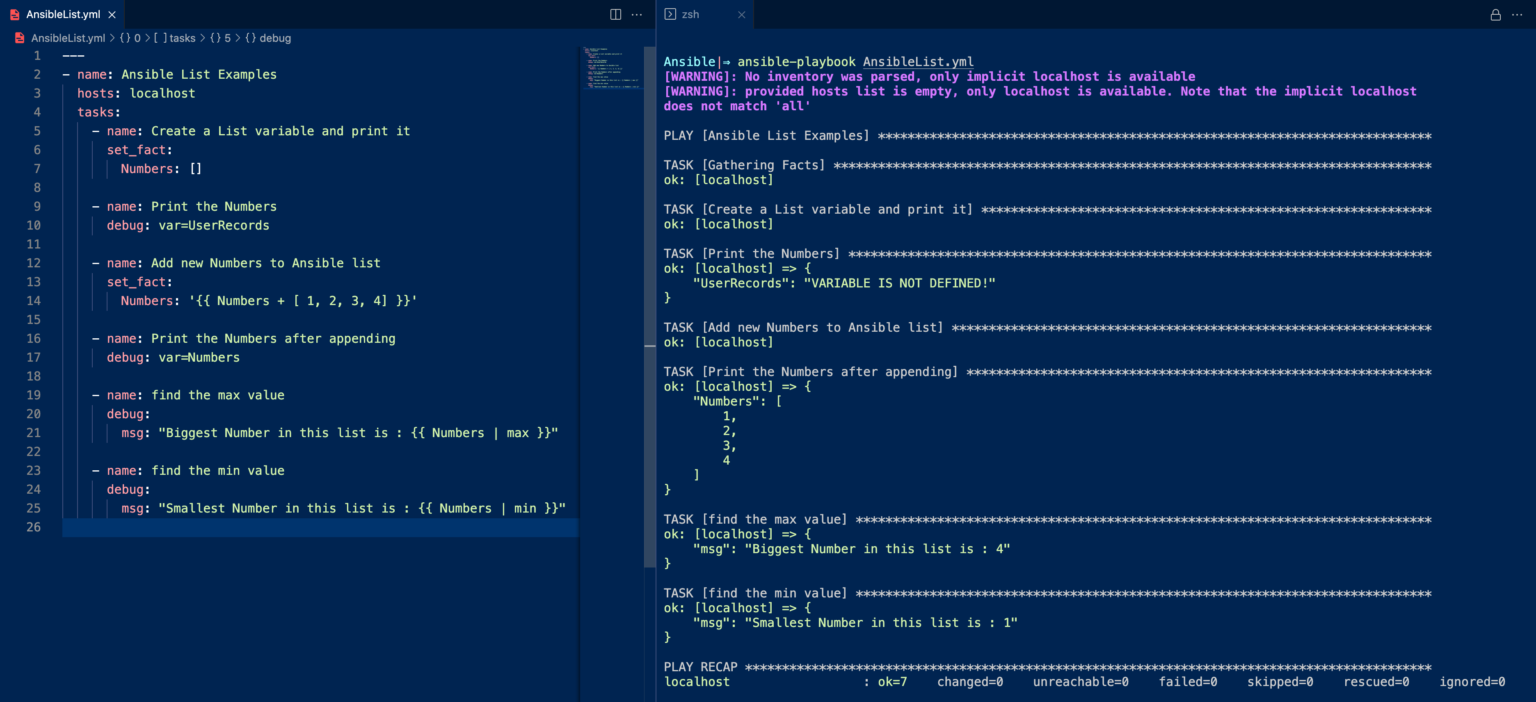 AnsibleList.yml
AnsibleList.yml > {} 0 > [ ] tasks > {} 5 > {} debug
1 ---
2 - name: Ansible List Examples
3 hosts: localhost
4 tasks:
5 - name: Create a List variable and print it
6 set_fact:
7 Numbers: []
8
9 - name: Print the Numbers
10 debug: var=UserRecords
11
12 - name: Add new Numbers to Ansible list
13 set_fact:
14 Numbers: '{{ Numbers + [ 1, 2, 3, 4] }}'
15
16 - name: Print the Numbers after appending
17 debug: var=Numbers
18
19 - name: find the max value
20 debug:
21 msg: "Biggest Number in this list is : {{ Numbers | max }}"
22
23 - name: find the min value
24 debug:
25 msg: "Smallest Number in this list is : {{ Numbers | min }}"
26
zsh
Ansible|⇒ ansible-playbook AnsibleList.yml
[WARNING]: No inventory was parsed, only implicit localhost is available
[WARNING]: provided hosts list is empty, only localhost is available. Note that the implicit localhost
does not match 'all'
PLAY [Ansible List Examples] ***************************************************************************
TASK [Gathering Facts] *********************************************************************************
ok: [localhost]
TASK [Create a List variable and print it] *************************************************************
ok: [localhost]
TASK [Print the Numbers] *******************************************************************************
ok: [localhost] => {
"UserRecords": "VARIABLE IS NOT DEFINED!"
}
TASK [Add new Numbers to Ansible list] *****************************************************************
ok: [localhost]
TASK [Print the Numbers after appending] ***************************************************************
ok: [localhost] => {
"Numbers": [
1,
2,
3,
4
]
}
TASK [find the max value] ******************************************************************************
ok: [localhost] => {
"msg": "Biggest Number in this list is : 4"
}
TASK [find the min value] ******************************************************************************
ok: [localhost] => {
"msg": "Smallest Number in this list is : 1"
}
PLAY RECAP *********************************************************************************************
localhost : ok=7 changed=0 unreachable=0 failed=0 skipped=0 rescued=0 ignored=0